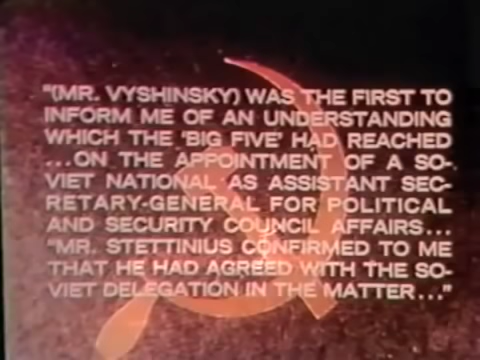 "(MR. VYSHINSKY) WAS THE FIRST TO
INFORM ME OF AN UNDERSTANDING
WHICH THE 'BIG FIVE' HAD REACHED
...ON THE APPOINTMENT OF A SO-
VIET NATIONAL AS ASSISTANT SEC-
RETARY-GENERAL FOR POLITICAL
AND SECURITY COUNCIL AFFAIRS...
"MR. STETTINIUS CONFIRMED TO ME
THAT HE HAD AGREED WITH THE SO-
VIET DELEGATION IN THE MATTER..."